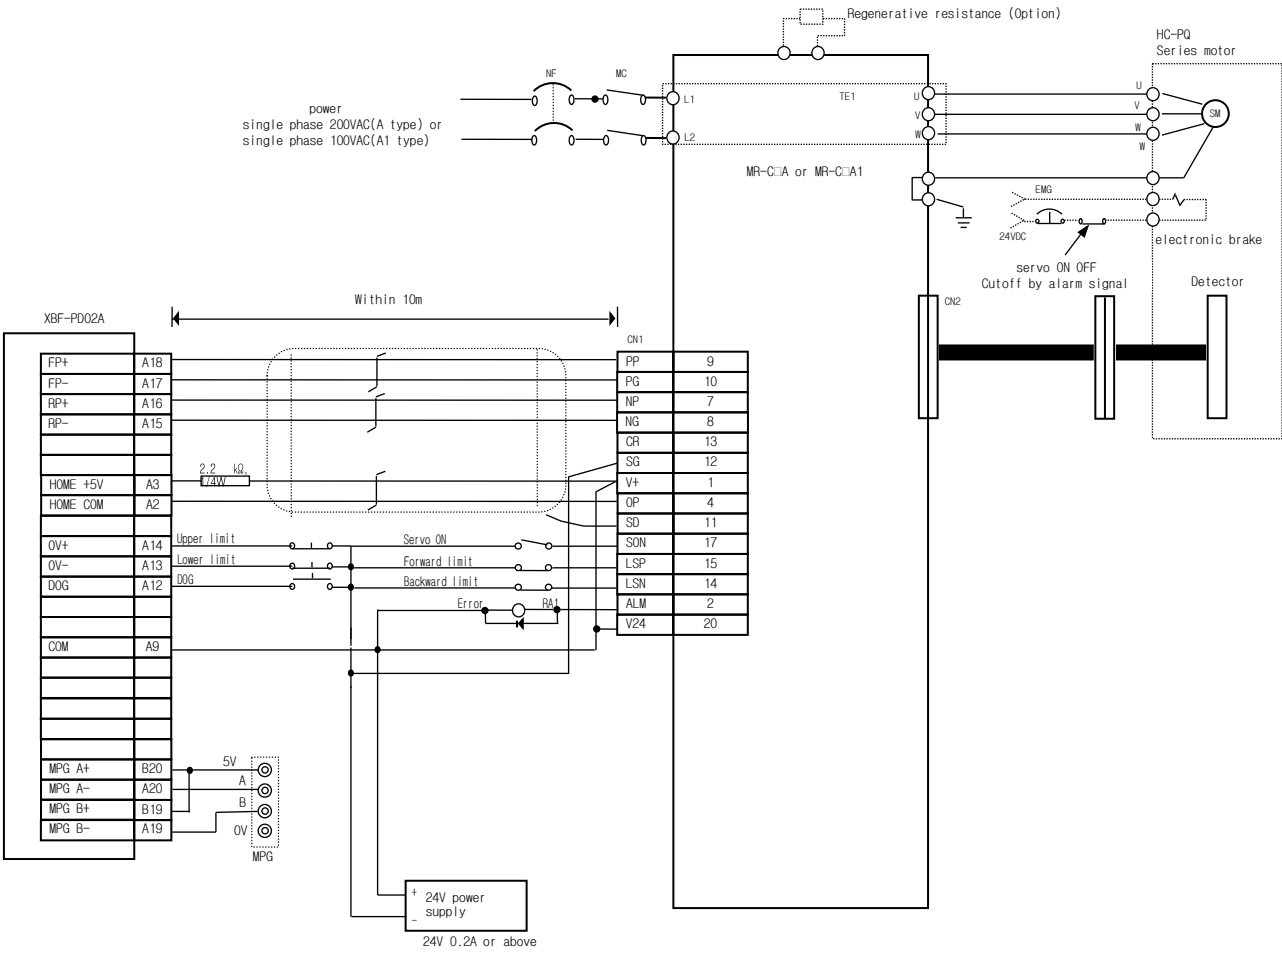 Regenerative resistance (Option)
HC-PQ
Series motor
NF
MC
L1
TE1
U
U
V
V
W
W
W
SM
power
single phase 200VAC(A type) or
single phase 100VAC(A1 type)
L2
MR-C□A or MR-C□A1
EMG
24VDC
electronic brake
servo ON OFF
Cutoff by alarm signal
Detector
CN2
Within 10m
XBF-PD02A
CN1
FP+ A18
PP 9
FP- A17
PG 10
RP+ A16
NP 7
RP- A15
NG 8
CR 13
SG 12
2.2 kΩ,
1/4W
HOME +5V A3
V+ 1
HOME COM A2
OP 4
SD 11
OV+ A14
Upper limit
Servo ON
SON 17
OV- A13
Lower limit
Forward limit
LSP 15
DOG A12
DOG
Backward limit
LSN 14
Error
RA1
ALM 2
V24 20
COM A9
MPG A+ B20
5V
MPG A- A20
A
MPG B+ B19
B
MPG B- A19
0V
MPG
+
24V power
supply
-
24V 0.2A or above